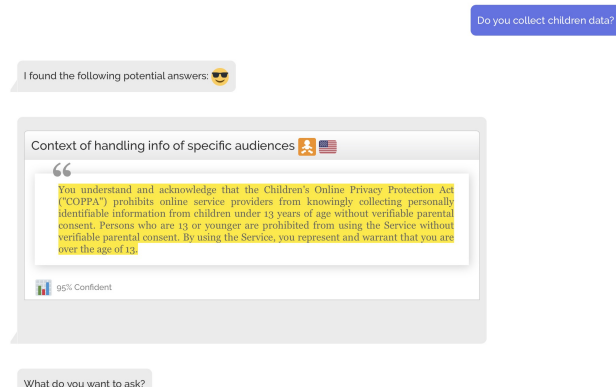 Do you collect children data?
I found the following potential answers: 😎
Context of handling info of specific audiences
“
You understand and acknowledge that the Children's Online Privacy Protection Act
("COPPA") prohibits online service providers from knowingly collecting personally
identifiable information from children under 13 years of age without verifiable parental
consent. Persons who are 13 or younger are prohibited from using the Service without
verifiable parental consent. By using the Service, you represent and warrant that you are
over the age of 13.
95% Confident
What do you want to ask?